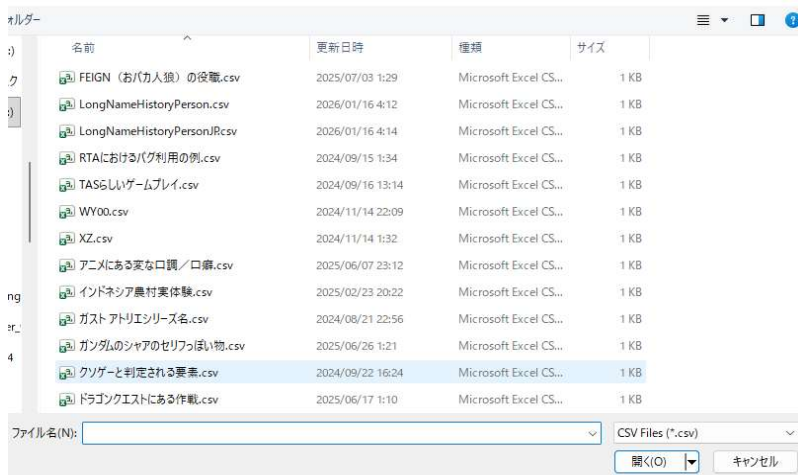 ォルダー
名前 更新日時 種類 サイズ
FEIGN（おバカ人狼）の役職.csv 2025/07/03 1:29 Microsoft Excel CS... 1 KB
LongNameHistoryPerson.csv 2026/01/16 4:12 Microsoft Excel CS... 1 KB
LongNameHistoryPersonJP.csv 2026/01/16 4:14 Microsoft Excel CS... 1 KB
RTAにおけるバグ利用の例.csv 2024/09/15 1:34 Microsoft Excel CS... 1 KB
TASらしいゲームプレイ.csv 2024/09/16 13:14 Microsoft Excel CS... 1 KB
WY00.csv 2024/11/14 22:09 Microsoft Excel CS... 1 KB
XZ.csv 2024/11/14 1:32 Microsoft Excel CS... 1 KB
アニメにある変な口調／口癖.csv 2025/06/07 23:12 Microsoft Excel CS... 1 KB
ng インドネシア農村実体験.csv 2025/02/23 20:22 Microsoft Excel CS... 1 KB
ガスト アトリエシリーズ名.csv 2024/08/21 22:56 Microsoft Excel CS... 1 KB
ガンダムのシャアのセリフっぽい物.csv 2025/06/26 1:21 Microsoft Excel CS... 1 KB
クソゲーと判定される要素.csv 2024/09/22 16:24 Microsoft Excel CS... 1 KB
ドラゴンクエストにある作戦.csv 2025/06/17 1:10 Microsoft Excel CS... 1 KB
ファイル名(N): CSV Files (*.csv)
開く(O) キャンセル